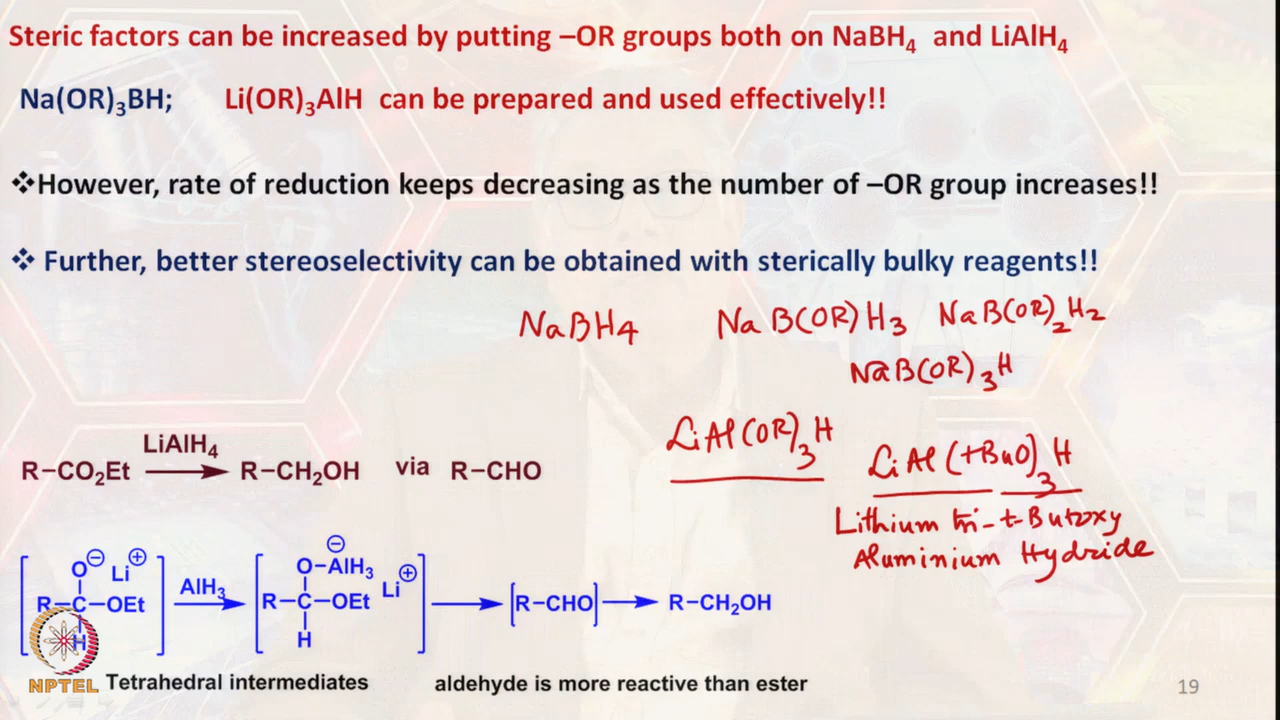 Steric factors can be increased by putting –OR groups both on NaBH₄ and LiAlH₄
Na(OR)₃BH; Li(OR)₃AlH can be prepared and used effectively!!
❖However, rate of reduction keeps decreasing as the number of –OR group increases!!
❖ Further, better stereoselectivity can be obtained with sterically bulky reagents!!
NaBH₄ NaB(OR)H₃ NaB(OR)₂H₂
NaB(OR)₃H
LiAl(OR)₃H
LiAl(tBuO)₃H
Lithium tri-t-Butoxy
Aluminium Hydride
LiAlH₄
R–CO₂Et R–CH₂OH via R–CHO
O⊖ Li⊕
R–C–OEt
H
AlH₃
⊖
O–AlH₃
Li⊕
R–C–OEt
H
[R–CHO] R–CH₂OH
NPTEL
Tetrahedral intermediates aldehyde is more reactive than ester
19